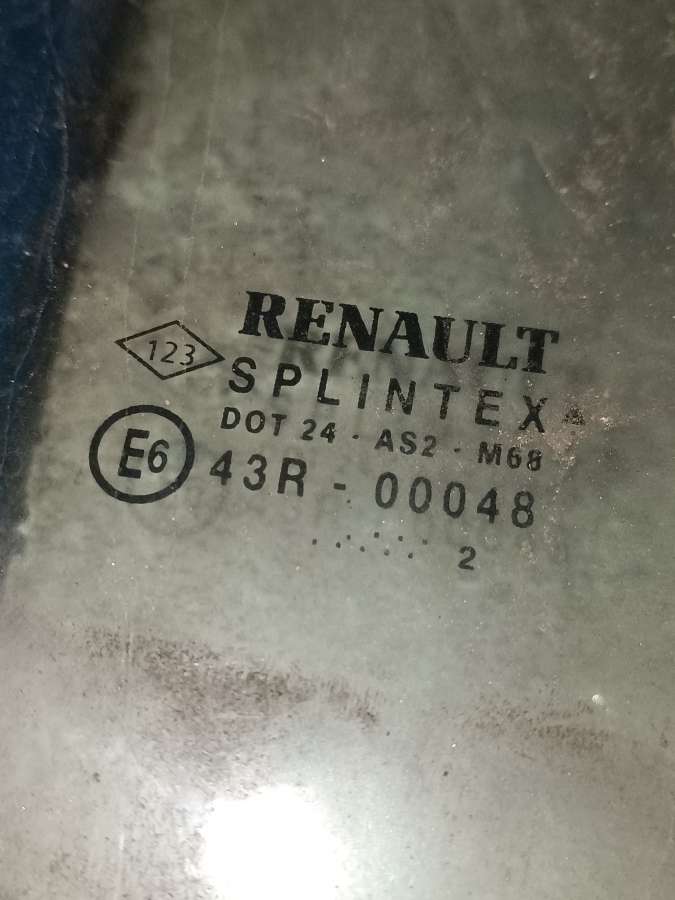 RENAULT
123
SPLINTEX
DOT 24 - AS2 - M68
E6
43R - 00048
2